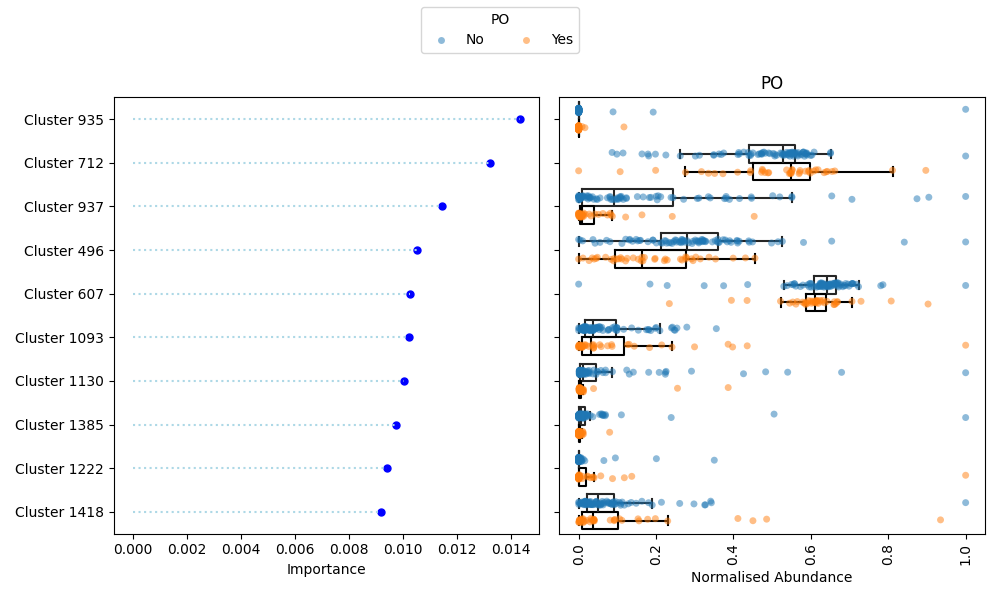 PO
No Yes
PO
Cluster 935
Cluster 712
Cluster 937
Cluster 496
Cluster 607
Cluster 1093
Cluster 1130
Cluster 1385
Cluster 1222
Cluster 1418
0.000 0.002 0.004 0.006 0.008 0.010 0.012 0.014
Importance
0.0 0.2 0.4 0.6 0.8 1.0
Normalised Abundance